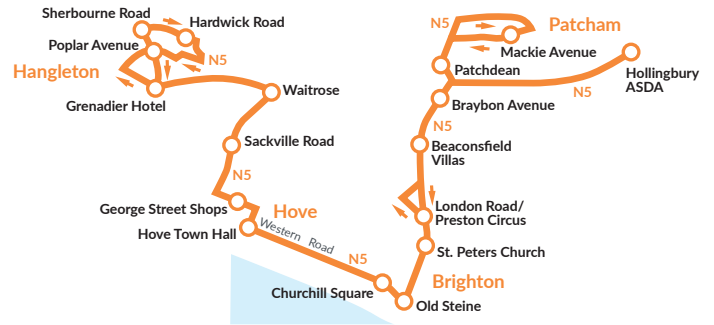 Sherbourne Road
Hardwick Road
Poplar Avenue
N5
Hangleton
Grenadier Hotel
Waitrose
Sackville Road
N5
George Street Shops
Hove
Hove Town Hall
Western Road
N5
Churchill Square
Old Steine
Brighton
St. Peters Church
London Road/
Preston Circus
Beaconsfield
Villas
N5
Braybon Avenue
Patchdean
N5
Patcham
Mackie Avenue
N5
Hollingbury
ASDA